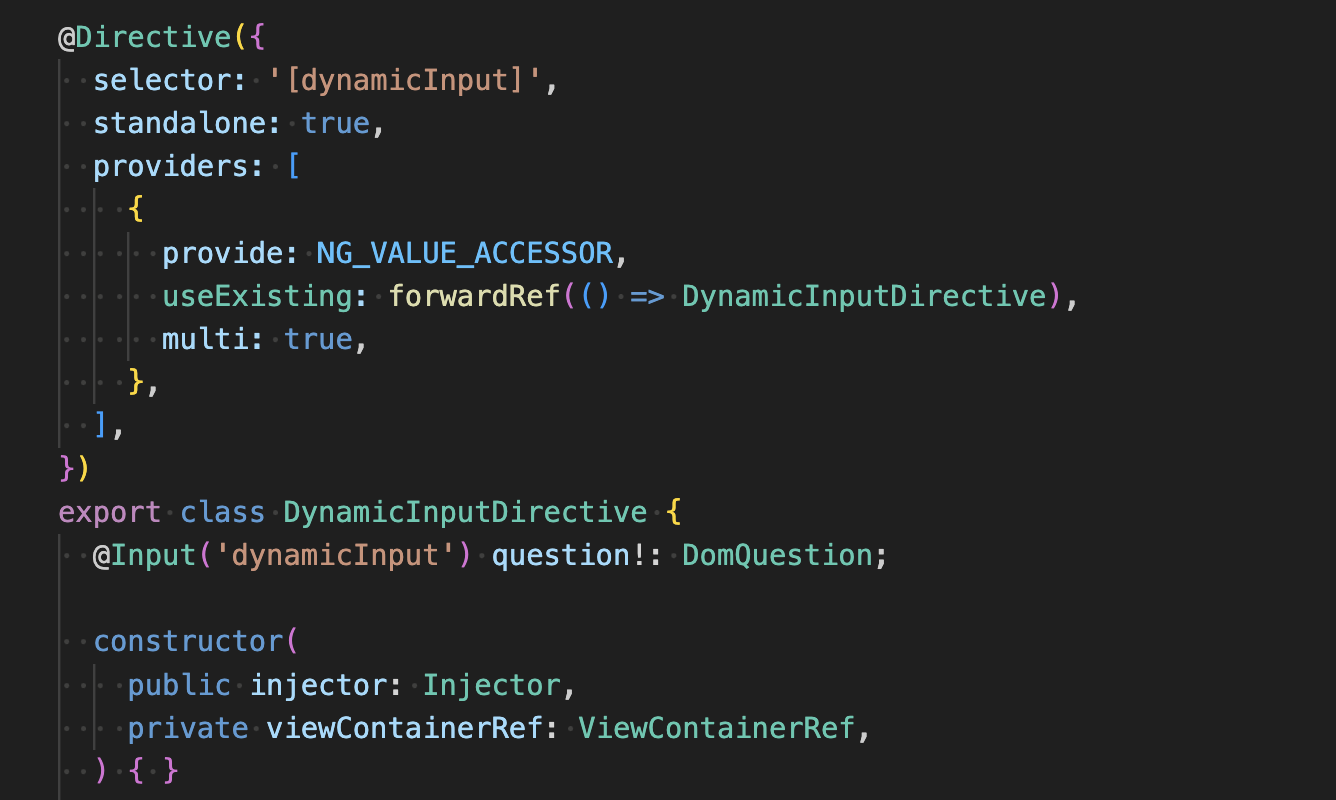 @Directive({
  selector: '[dynamicInput]',
  standalone: true,
  providers: [
    {
      provide: NG_VALUE_ACCESSOR,
      useExisting: forwardRef(() => DynamicInputDirective),
      multi: true,
    },
  ],
})
export class DynamicInputDirective {
  @Input('dynamicInput') question!: DomQuestion;

  constructor(
    public injector: Injector,
    private viewContainerRef: ViewContainerRef,
  ) { }